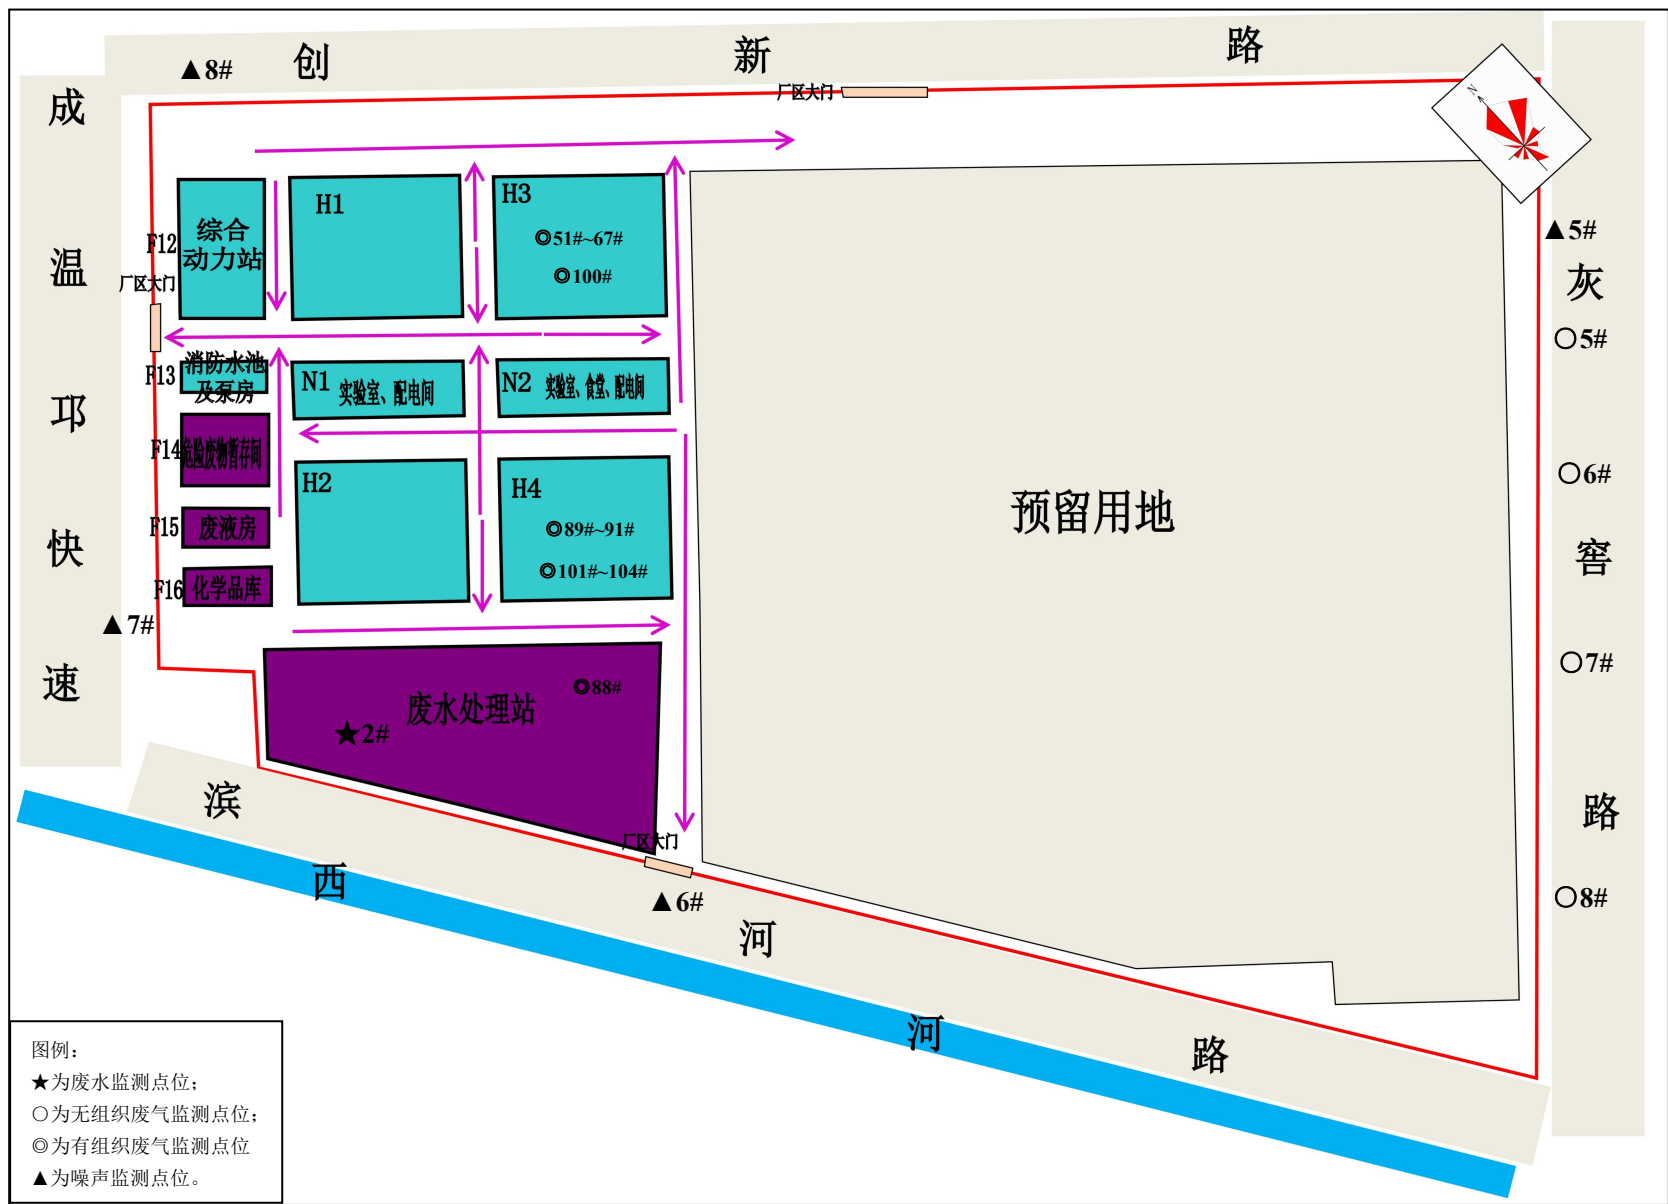 创新路
▲8#
成温邛快速
厂区大门
N
▲5#
灰窖路
H1
H3
◎51#~67#
◎100#
F12
综合
动力站
厂区大门
○5#
F13
消防水池
及泵房
N1 实验室、配电间
N2 实验室、食堂、配电间
F14
危险废物暂存间
○6#
H2
H4
◎89#~91#
◎101#~104#
预留用地
F15
废液房
F16
化学品库
▲7#
○7#
废水处理站
◎88#
★2#
厂区大门
▲6#
○8#
滨河路
西河
图例：
★为废水监测点位；
○为无组织废气监测点位；
◎为有组织废气监测点位
▲为噪声监测点位。